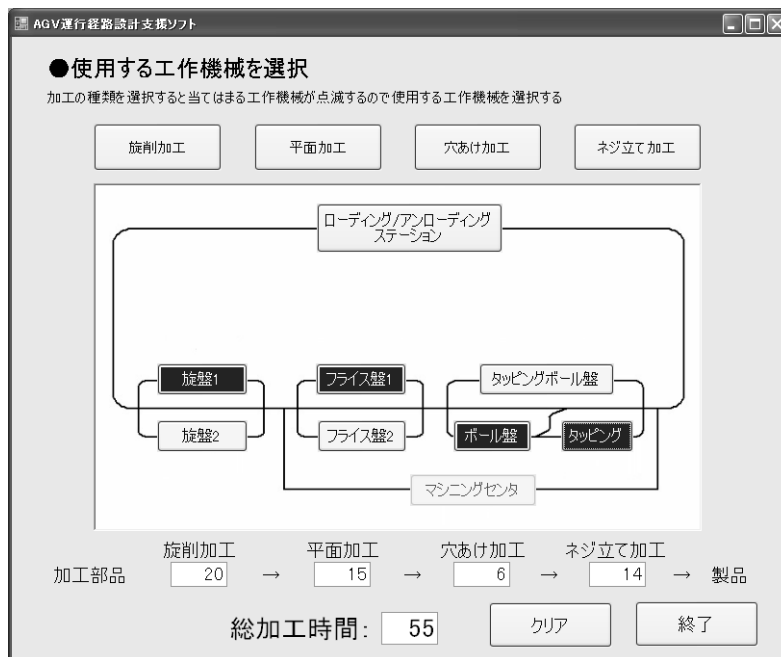 AGV運行経路設計支援ソフト
●使用する工作機械を選択
加工の種類を選択すると当てはまる工作機械が点滅するので使用する工作機械を選択する
旋削加工 平面加工 穴あけ加工 ネジ立て加工
ローディング/アンローディング
ステーション
旋盤1 フライス盤1 タッピングボール盤
旋盤2 フライス盤2 ボール盤 タッピング
マシニングセンタ
旋削加工 平面加工 穴あけ加工 ネジ立て加工
加工部品 20 → 15 → 6 → 14 → 製品
総加工時間: 55 クリア 終了